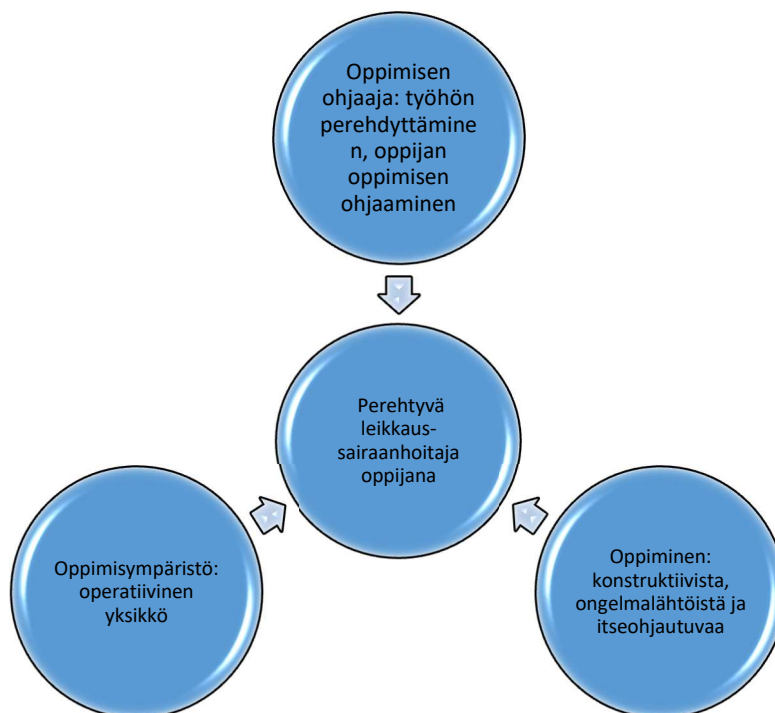 Oppimisen
ohjaaja: työhön
perehdyttämine
n, oppijan
oppimisen
ohjaaminen
Perehtyvä
leikkaus-
sairaanhoitaja
oppijana
Oppimisympäristö:
operatiivinen
yksikkö
Oppiminen:
konstruktiivista,
ongelmalähtöistä ja
itseohjautuvaa